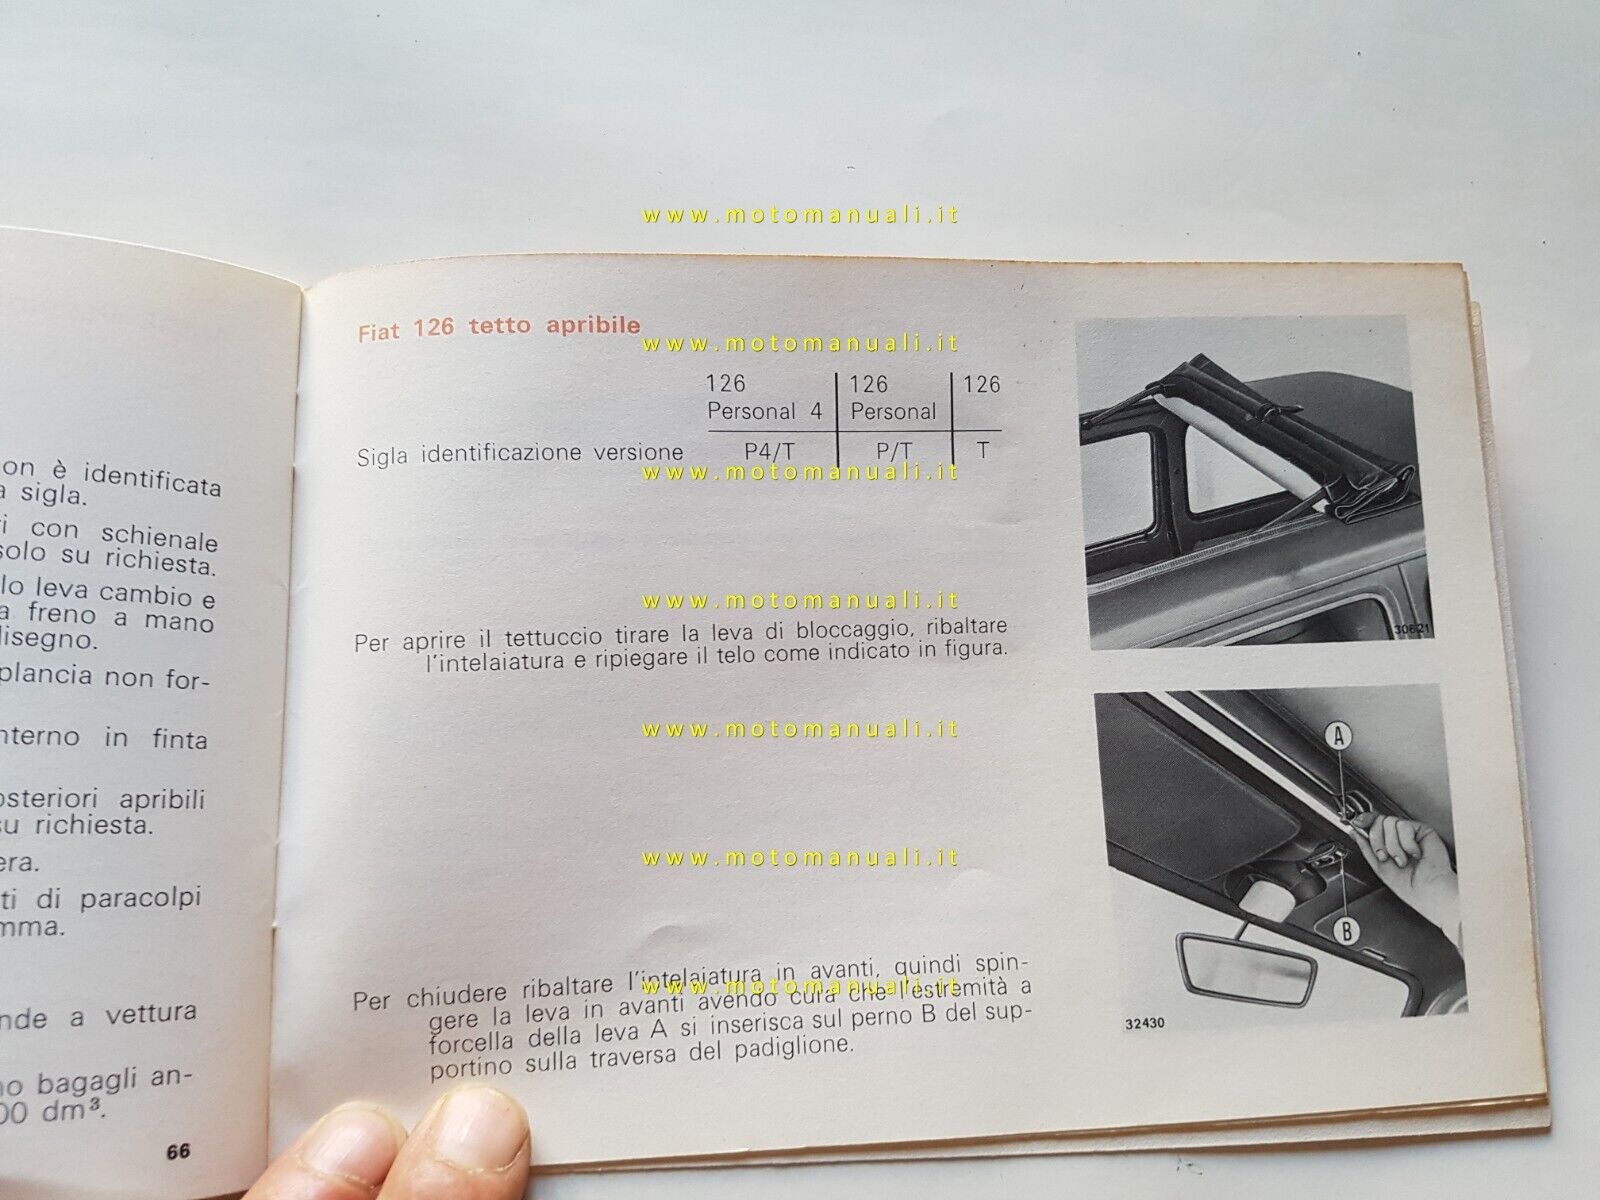 on è identificata
a sigla.
ri con schienale
solo su richiesta.
lo leva cambio e
a freno a mano
disegno.
plancia non for-
nterno in finta
osteriori apribili
su richiesta.
era.
ti di paracolpi
mma.
nde a vettura
no bagagli an-
00 dm³.
66
www.motomanuali.it
Fiat 126 tetto apribile
www.motomanuali.it
126 126 126
Personal 4 Personal
Sigla identificazione versione P4/T P/T T
www.motomanuali.it
www.motomanuali.it
Per aprire il tettuccio tirare la leva di bloccaggio, ribaltare
l'intelaiatura e ripiegare il telo come indicato in figura.
www.motomanuali.it
www.motomanuali.it
Per chiudere ribaltare l'intelaiatura in avanti, quindi spin-
www.motomanuali.it
gere la leva in avanti avendo cura che l'estremità a
forcella della leva A si inserisca sul perno B del sup-
portino sulla traversa del padiglione.
30621
A
B
32430